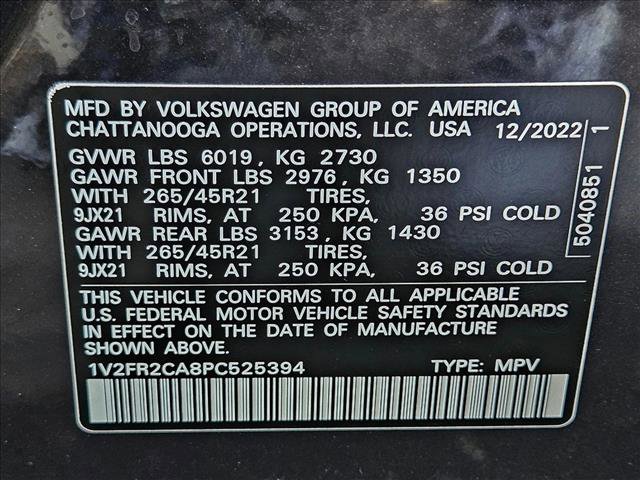 MFD BY VOLKSWAGEN GROUP OF AMERICA
CHATTANOOGA OPERATIONS, LLC. USA 12/2022
GVWR LBS 6019, KG 2730
GAWR FRONT LBS 2976, KG 1350
WITH 265/45R21 TIRES,
9JX21 RIMS, AT 250 KPA, 36 PSI COLD
GAWR REAR LBS 3153, KG 1430
WITH 265/45R21 TIRES,
9JX21 RIMS, AT 250 KPA, 36 PSI COLD
5040851 1
THIS VEHICLE CONFORMS TO ALL APPLICABLE
U.S. FEDERAL MOTOR VEHICLE SAFETY STANDARDS
IN EFFECT ON THE DATE OF MANUFACTURE
SHOWN ABOVE.
1V2FR2CA8PC525394 TYPE: MPV